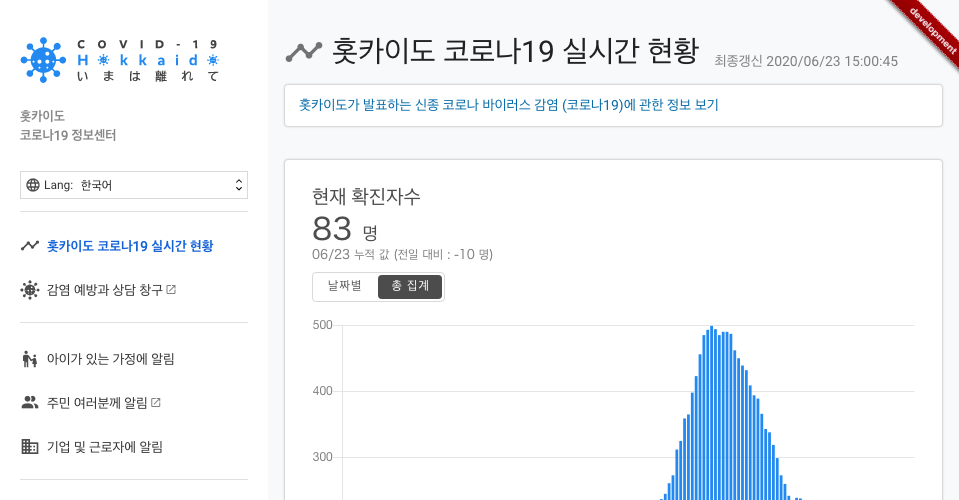 COVID-19
Hokkaido
いまは離れて
홋카이도
코로나19 정보센터
Lang: 한국어
홋카이도 코로나19 실시간 현황
감염 예방과 상담 창구
아이가 있는 가정에 알림
주민 여러분께 알림
기업 및 근로자에 알림
development
홋카이도 코로나19 실시간 현황
최종갱신 2020/06/23 15:00:45
홋카이도가 발표하는 신종 코로나 바이러스 감염 (코로나19)에 관한 정보 보기
현재 확진자수
83 명
06/23 누적 값 (전일 대비 : -10 명)
날짜별 총 집계
500
400
300